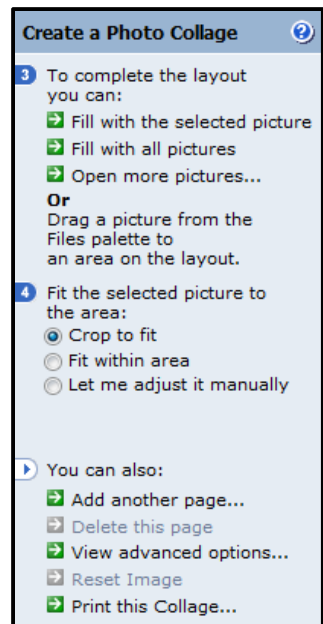 Create a Photo Collage ?
3 To complete the layout
you can:
Fill with the selected picture
Fill with all pictures
Open more pictures...
Or
Drag a picture from the
Files palette to
an area on the layout.
4 Fit the selected picture to
the area:
Crop to fit
Fit within area
Let me adjust it manually
You can also:
Add another page...
Delete this page
View advanced options...
Reset Image
Print this Collage...